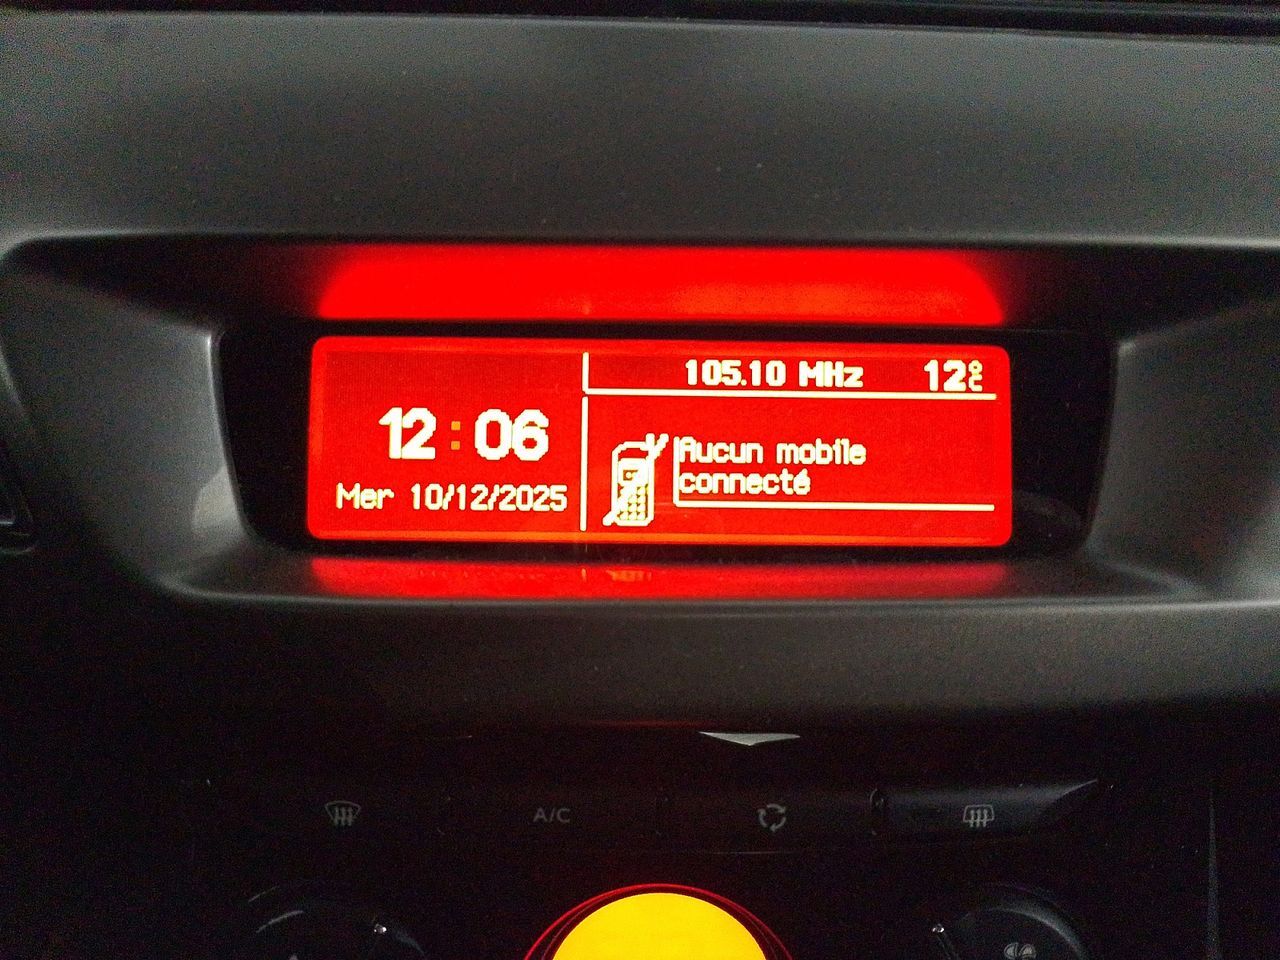 105.10 MHz 12°C
12:06
Mer 10/12/2025
Aucun mobile
connecté
A/C